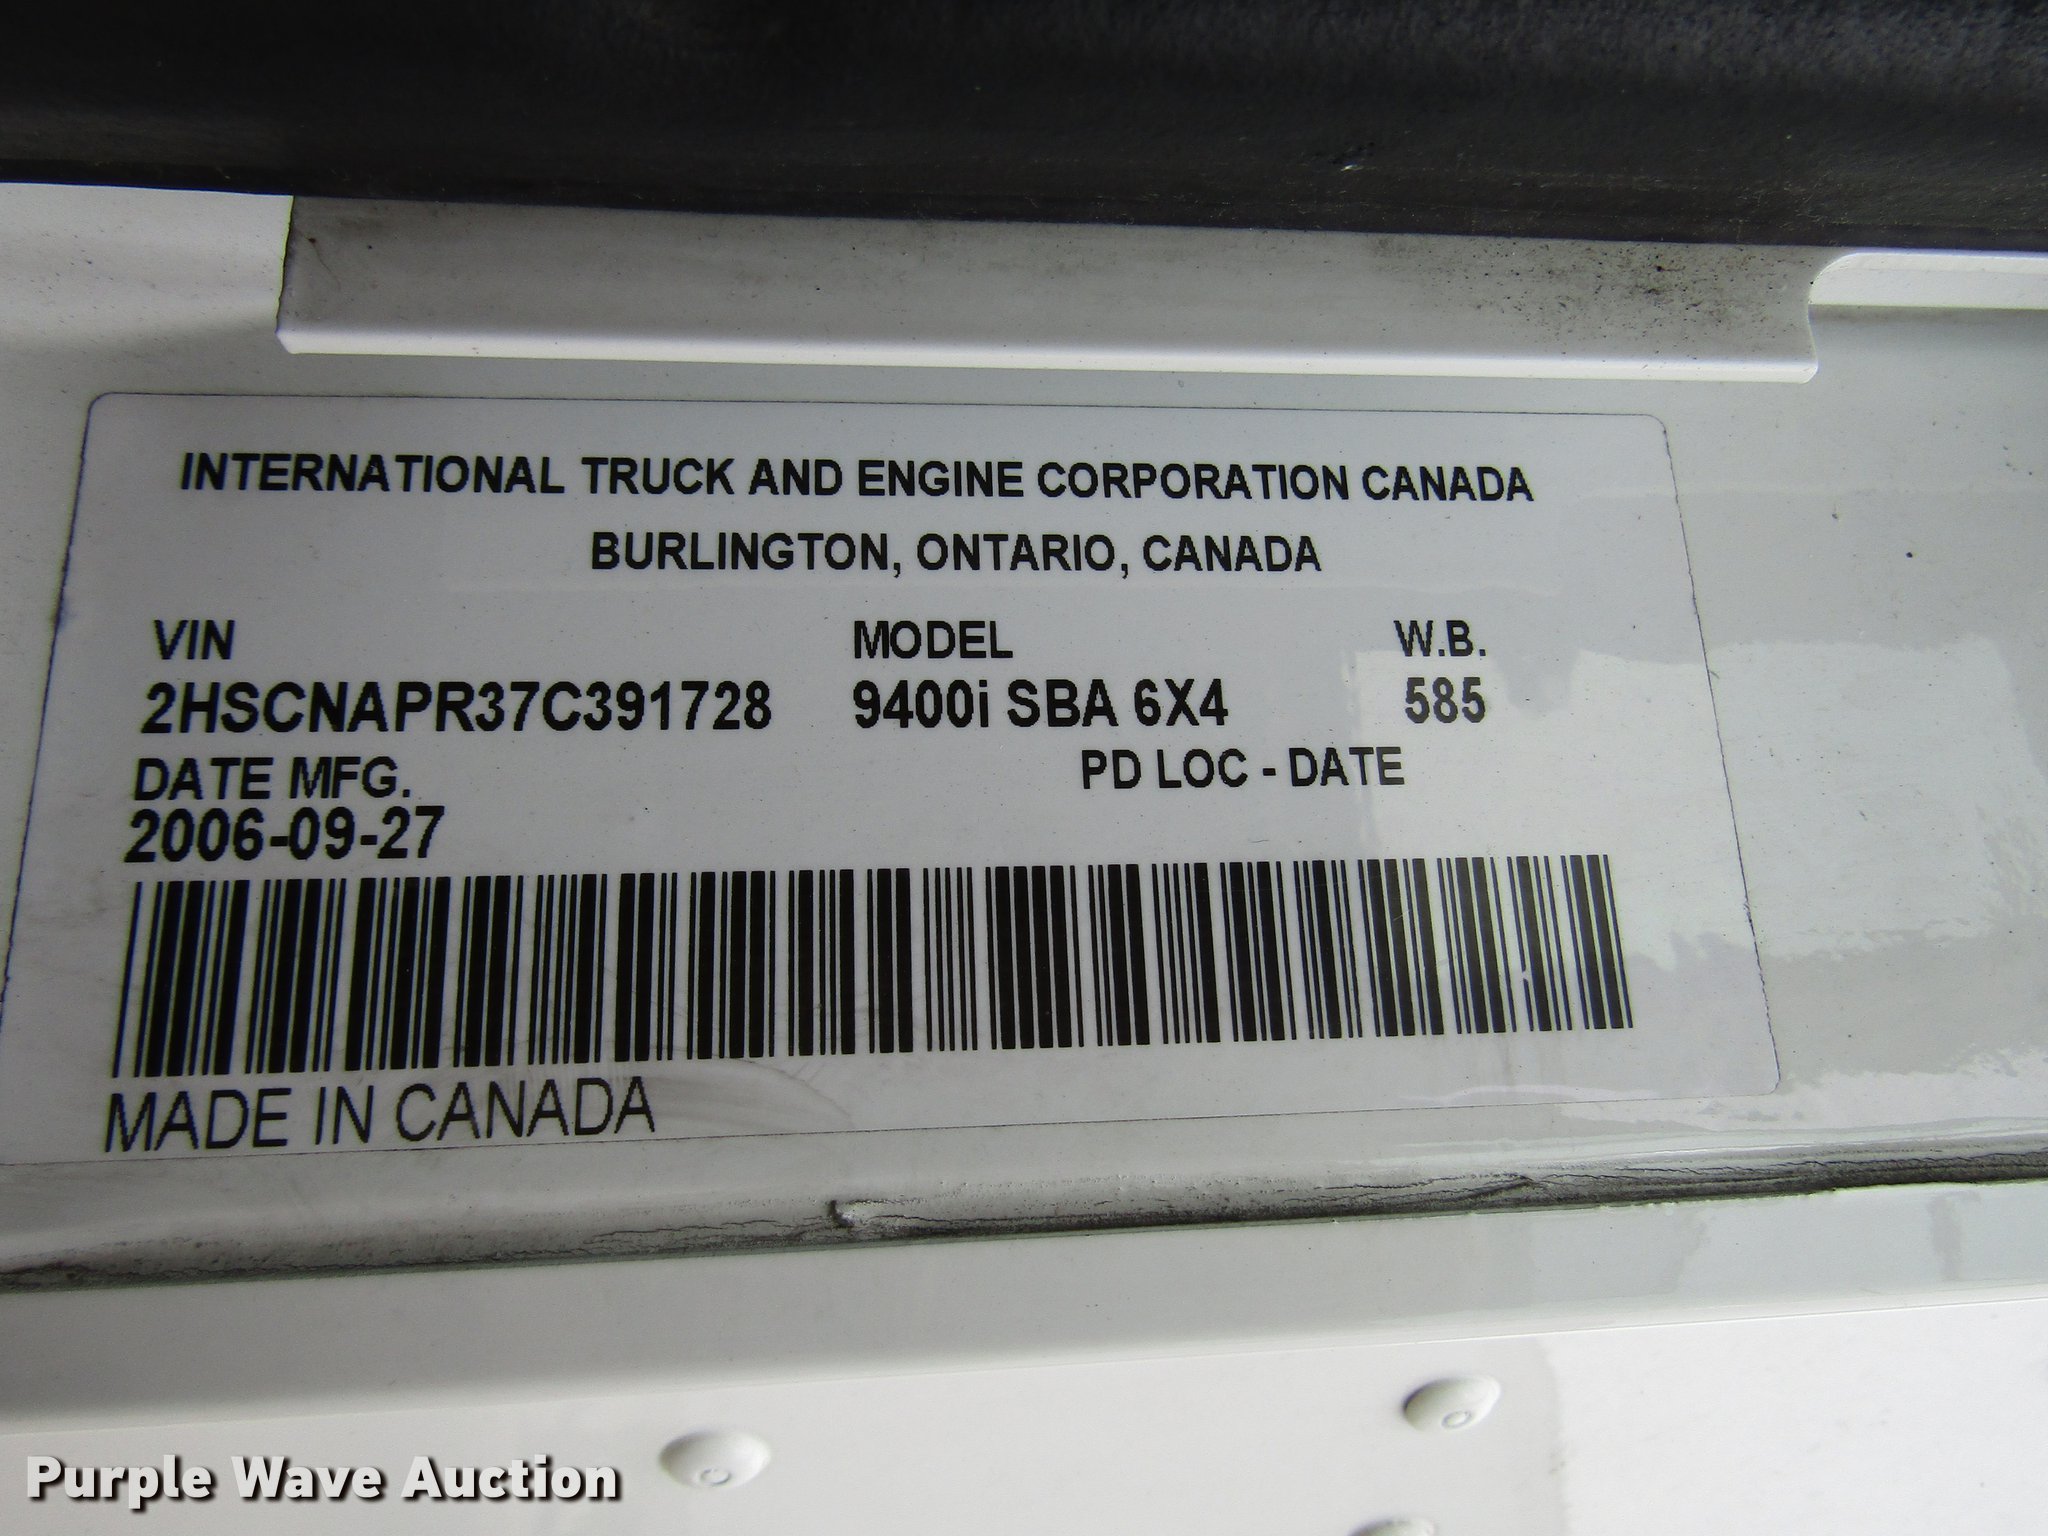 INTERNATIONAL TRUCK AND ENGINE CORPORATION CANADA
BURLINGTON, ONTARIO, CANADA
VIN MODEL W.B.
2HSCNAPR37C391728 9400i SBA 6X4 585
DATE MFG. PD LOC - DATE
2006-09-27
MADE IN CANADA
Purple Wave Auction